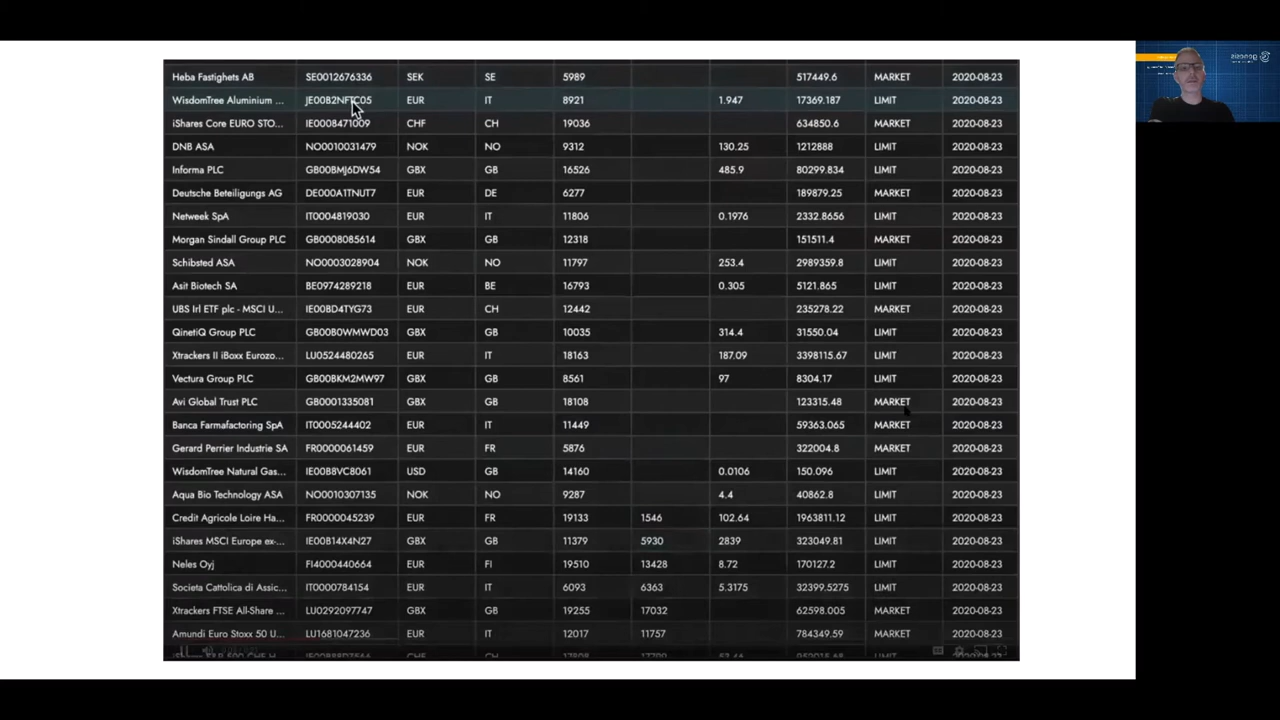 Heba Fastighets AB SE0012676336 SEK SE 5989 517449.6 MARKET 2020-08-23
WisdomTree Aluminium ... JE00B2NFTC05 EUR IT 8921 1.947 17369.187 LIMIT 2020-08-23
iShares Core EURO STO... IE0008471009 CHF CH 19036 634850.6 MARKET 2020-08-23
DNB ASA NO0010031479 NOK NO 9312 130.25 1212888 LIMIT 2020-08-23
Informa PLC GB00BMJ6DW54 GBX GB 16526 485.9 80299.834 LIMIT 2020-08-23
Deutsche Beteiligungs AG DE000A1TNUT7 EUR DE 6277 189879.25 MARKET 2020-08-23
Netweek SpA IT0004819030 EUR IT 11806 0.1976 2332.8656 LIMIT 2020-08-23
Morgan Sindall Group PLC GB0008085614 GBX GB 12318 151511.4 MARKET 2020-08-23
Schibsted ASA NO0003028904 NOK NO 11797 253.4 2989359.8 LIMIT 2020-08-23
Asit Biotech SA BE0974289218 EUR BE 16793 0.305 5121.865 LIMIT 2020-08-23
UBS Irl ETF plc - MSCI U... IE00BD4TYG73 EUR CH 12442 235278.22 MARKET 2020-08-23
QinetiQ Group PLC GB00B0WMWD03 GBX GB 10035 314.4 31550.04 LIMIT 2020-08-23
Xtrackers II iBoxx Eurozo... LU0524480265 EUR IT 18163 187.09 3398115.67 LIMIT 2020-08-23
Vectura Group PLC GB00BKM2MW97 GBX GB 8561 97 8304.17 LIMIT 2020-08-23
Avi Global Trust PLC GB0001335081 GBX GB 18108 123315.48 MARKET 2020-08-23
Banca Farmafactoring SpA IT0005244402 EUR IT 11449 59363.065 MARKET 2020-08-23
Gerard Perrier Industrie SA FR0000061459 EUR FR 5876 322004.8 MARKET 2020-08-23
WisdomTree Natural Gas... IE00B8VC8061 USD GB 14160 0.0106 150.096 LIMIT 2020-08-23
Aqua Bio Technology ASA NO0010307135 NOK NO 9287 4.4 40862.8 LIMIT 2020-08-23
Credit Agricole Loire Ha... FR0000045239 EUR FR 19133 1546 102.64 1963811.12 LIMIT 2020-08-23
iShares MSCI Europe ex-... IE00B14X4N27 GBX GB 11379 5930 2839 323049.81 LIMIT 2020-08-23
Neles Oyj FI4000440664 EUR FI 19510 13428 8.72 170127.2 LIMIT 2020-08-23
Societa Cattolica di Assic... IT0000784154 EUR IT 6093 6363 5.3175 32399.5275 LIMIT 2020-08-23
Xtrackers FTSE All-Share ... LU0292097747 GBX GB 19255 17032 62598.005 MARKET 2020-08-23
Amundi Euro Stoxx 50 U... LU1681047236 EUR IT 12017 11757 784349.59 MARKET 2020-08-23
genesis